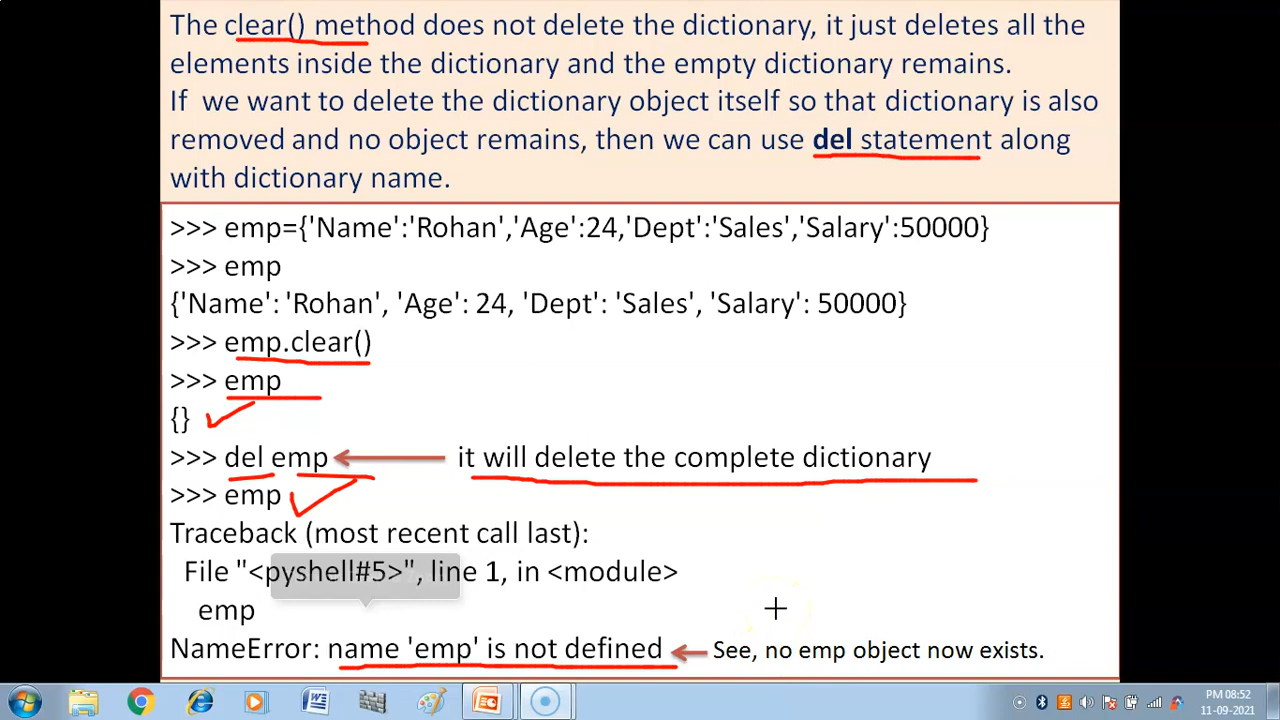 The clear() method does not delete the dictionary, it just deletes all the
elements inside the dictionary and the empty dictionary remains.
If we want to delete the dictionary object itself so that dictionary is also
removed and no object remains, then we can use del statement along
with dictionary name.
>>> emp={'Name':'Rohan','Age':24,'Dept':'Sales','Salary':50000}
>>> emp
{'Name': 'Rohan', 'Age': 24, 'Dept': 'Sales', 'Salary': 50000}
>>> emp.clear()
>>> emp
{}
>>> del emp it will delete the complete dictionary
>>> emp
Traceback (most recent call last):
File "<pyshell#5>", line 1, in <module>
emp
NameError: name 'emp' is not defined See, no emp object now exists.
PM 08:52
11-09-2021